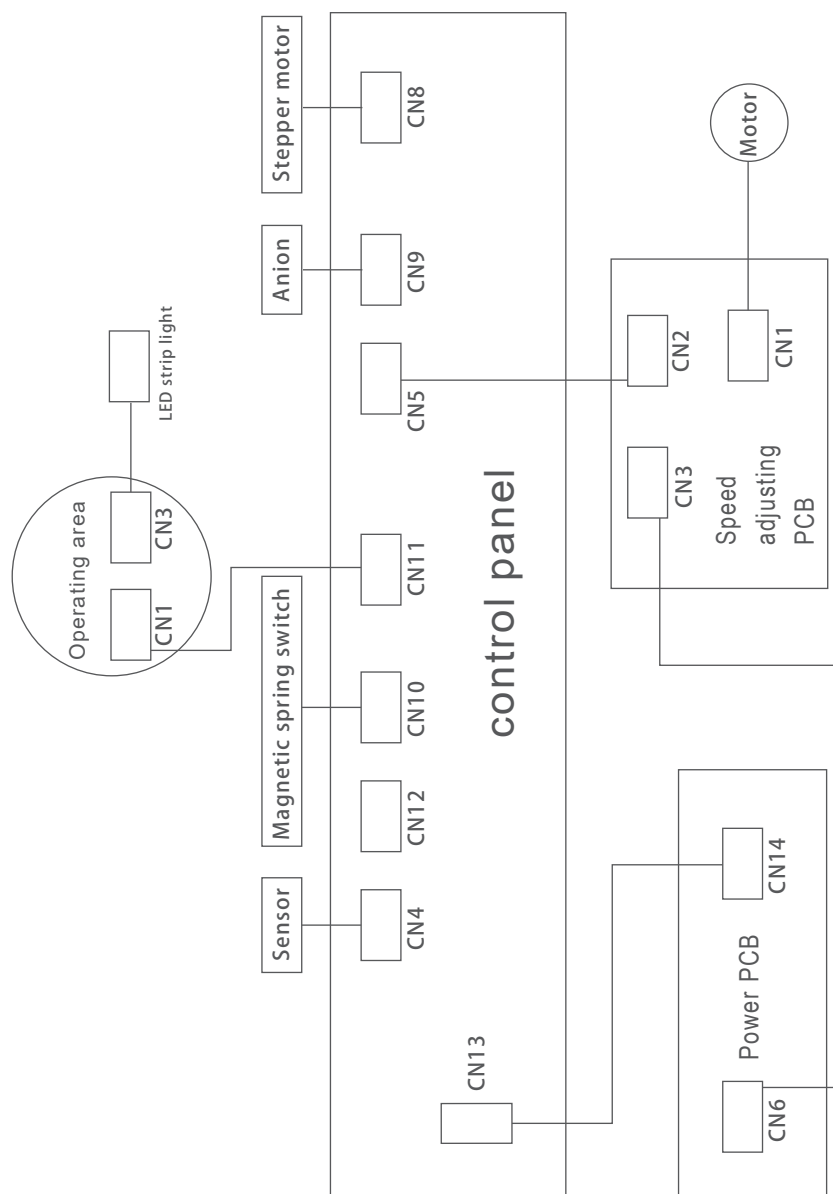 LED strip light
Operating area
CN1
CN3
Sensor
Magnetic spring switch
Anion
Stepper motor
CN4
CN12
CN10
CN11
CN5
CN9
CN8
CN13
control panel
CN3
CN2
Motor
CN6
Power PCB
CN14
Speed
adjusting
PCB
CN1